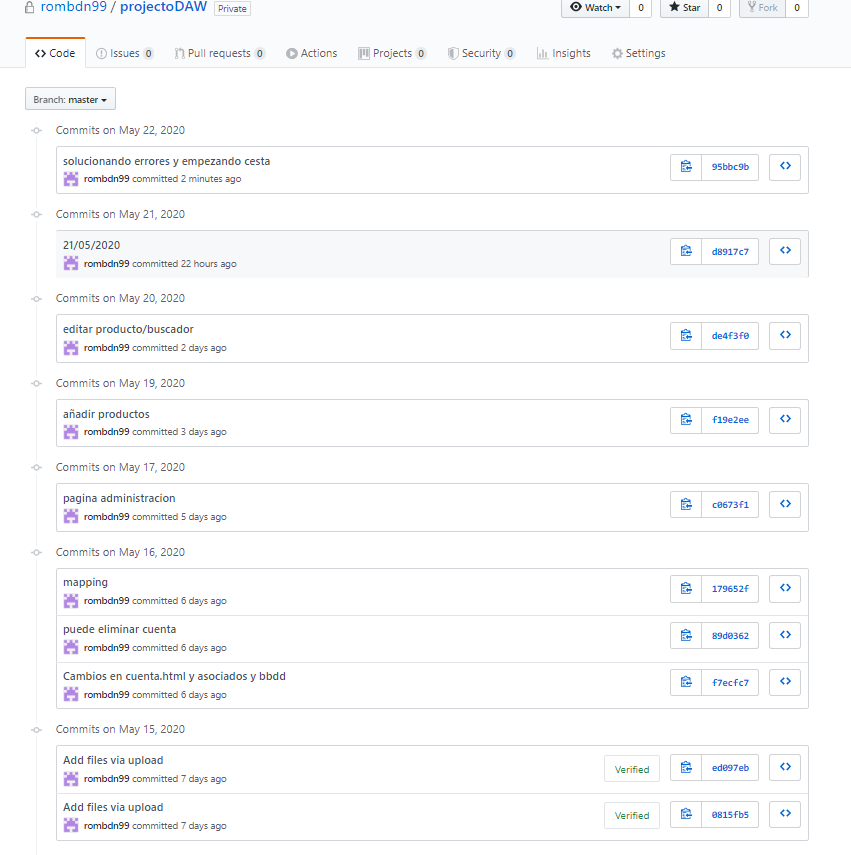 rombdn99 / projectoDAW Private Watch 0 Star 0 Fork 0
Code Issues 0 Pull requests 0 Actions Projects 0 Security 0 Insights Settings
Branch: master
Commits on May 22, 2020
solucionando errores y empezando cesta
rombdn99 committed 2 minutes ago
95bbc9b
Commits on May 21, 2020
21/05/2020
rombdn99 committed 22 hours ago
d8917c7
Commits on May 20, 2020
editar producto/buscador
rombdn99 committed 2 days ago
de4f3f0
Commits on May 19, 2020
añadir productos
rombdn99 committed 3 days ago
f19e2ee
Commits on May 17, 2020
pagina administracion
rombdn99 committed 5 days ago
c0673f1
Commits on May 16, 2020
mapping
rombdn99 committed 6 days ago
179652f
puede eliminar cuenta
rombdn99 committed 6 days ago
89d0362
Cambios en cuenta.html y asociados y bbdd
rombdn99 committed 6 days ago
f7ecfc7
Commits on May 15, 2020
Add files via upload
rombdn99 committed 7 days ago
Verified ed097eb
Add files via upload
rombdn99 committed 7 days ago
Verified 0815fb5